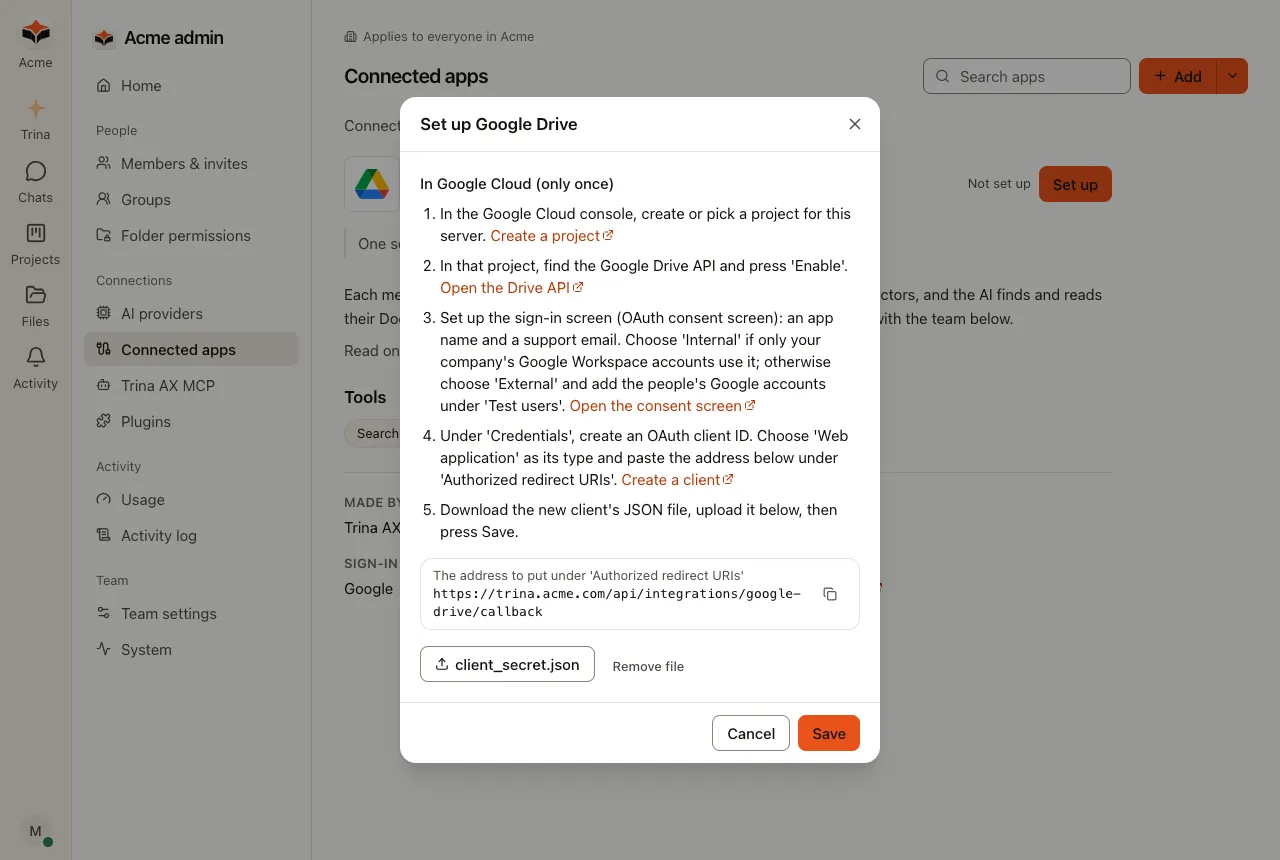 Acme
Trina
Chats
Projects
Files
Activity
M
Acme admin
Home
People
Members & invites
Groups
Folder permissions
Connections
AI providers
Connected apps
Trina AX MCP
Plugins
Activity
Usage
Activity log
Team
Team settings
System
Applies to everyone in Acme
Connected apps
Search apps
Add
Connect
Not set up
Set up
One
Each
ctors, and the AI finds and reads
their
with the team below.
Read
Tools
Search
MADE BY
Trina AX
SIGN-IN
Google
Set up Google Drive
In Google Cloud (only once)
1. In the Google Cloud console, create or pick a project for this
server. Create a project
2. In that project, find the Google Drive API and press 'Enable'.
Open the Drive API
3. Set up the sign-in screen (OAuth consent screen): an app
name and a support email. Choose 'Internal' if only your
company's Google Workspace accounts use it; otherwise
choose 'External' and add the people's Google accounts
under 'Test users'. Open the consent screen
4. Under 'Credentials', create an OAuth client ID. Choose 'Web
application' as its type and paste the address below under
'Authorized redirect URIs'. Create a client
5. Download the new client's JSON file, upload it below, then
press Save.
The address to put under 'Authorized redirect URIs'
https://trina.acme.com/api/integrations/google-
drive/callback
client_secret.json
Remove file
Cancel
Save